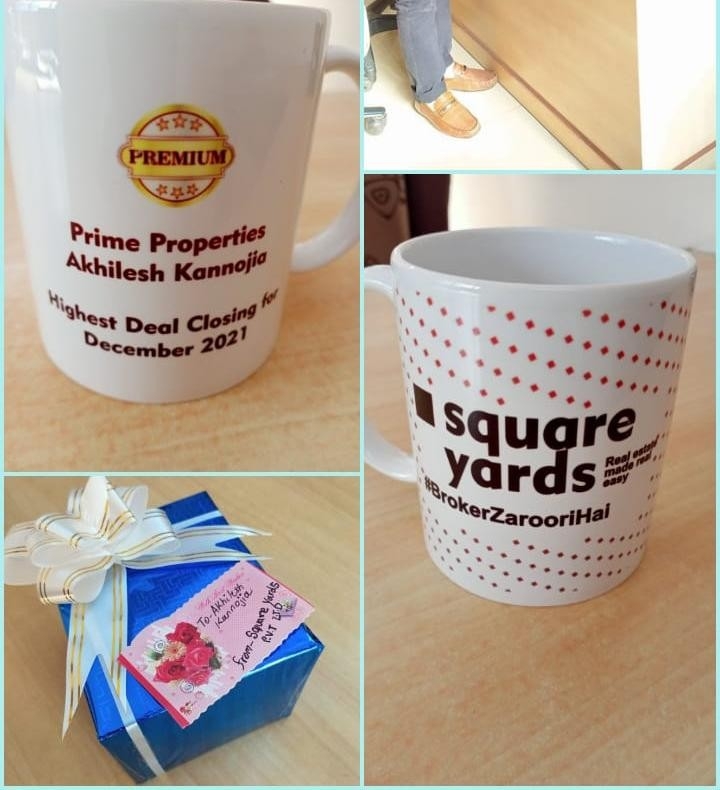 PREMIUM
Prime Properties
Akhilesh Kannojia
Highest Deal Closing for
December 2021
square
yards
Real estate
made real
easy
#BrokerZarooriHai
To-Akhilesh
Kannojia
from-Square Yards
P.V.T LTD